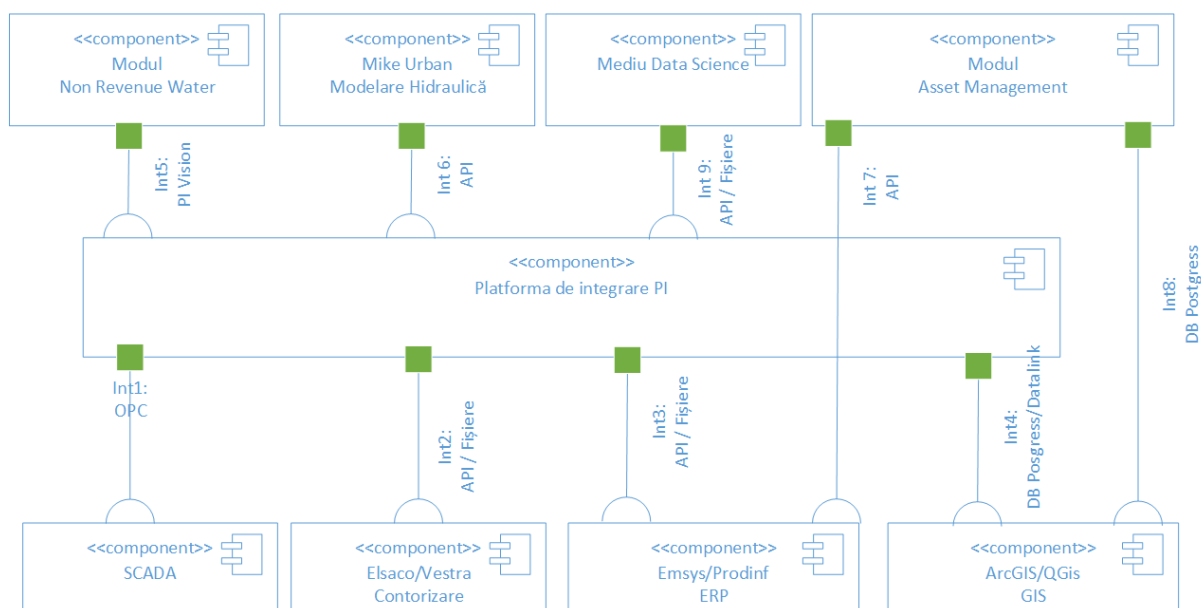 <<component>>
Modul
Non Revenue Water
<<component>>
Mike Urban
Modelare Hidraulică
<<component>>
Mediu Data Science
<<component>>
Modul
Asset Management
Int5:
PI Vision
Int 6:
API
Int 9:
API / Fișiere
Int 7:
API
Int8:
DB Postgress
<<component>>
Platforma de integrare PI
Int1:
OPC
Int2:
API / Fișiere
Int3:
API / Fișiere
Int4:
DB Posgress/Datalink
<<component>>
SCADA
<<component>>
Elsaco/Vestra
Contorizare
<<component>>
Emsys/Prodinf
ERP
<<component>>
ArcGIS/QGis
GIS